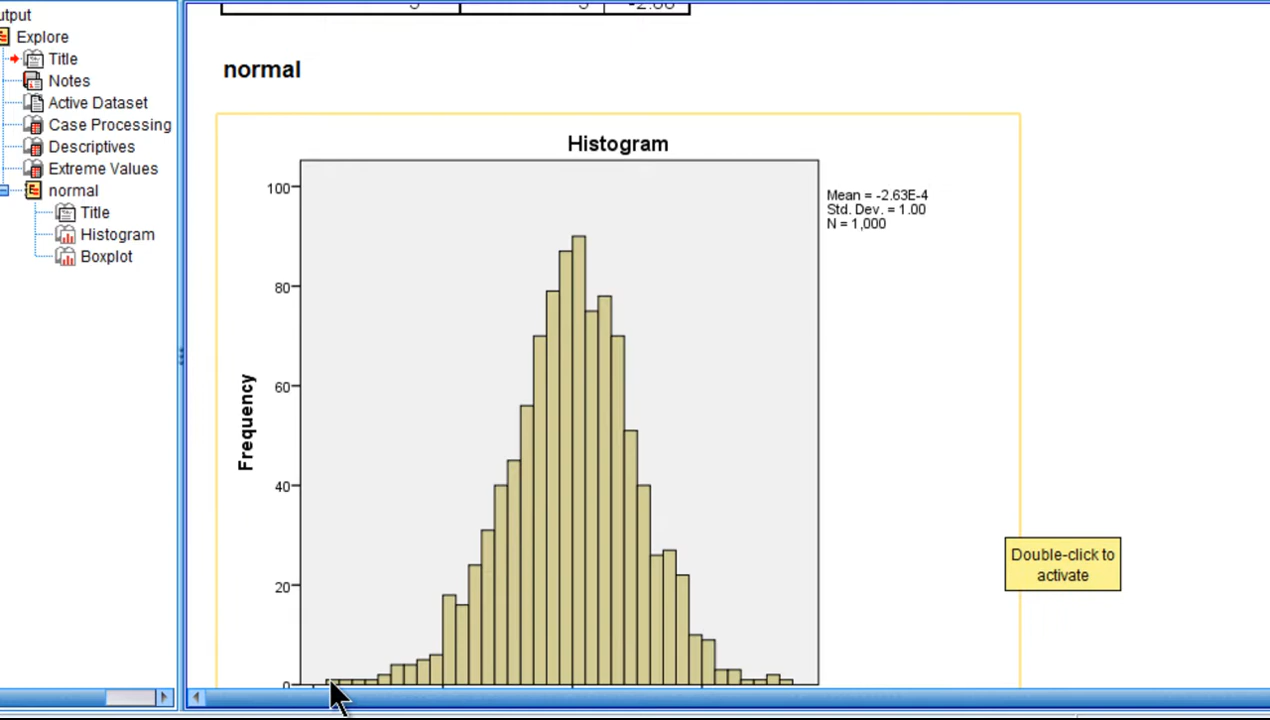 Explore
Title
Notes
Active Dataset
Case Processing
Descriptives
Extreme Values
normal
Title
Histogram
Boxplot
normal
Histogram
Mean = -2.63E-4
Std. Dev. = 1.00
N = 1,000
100
80
60
40
20
0
Frequency
Double-click to
activate